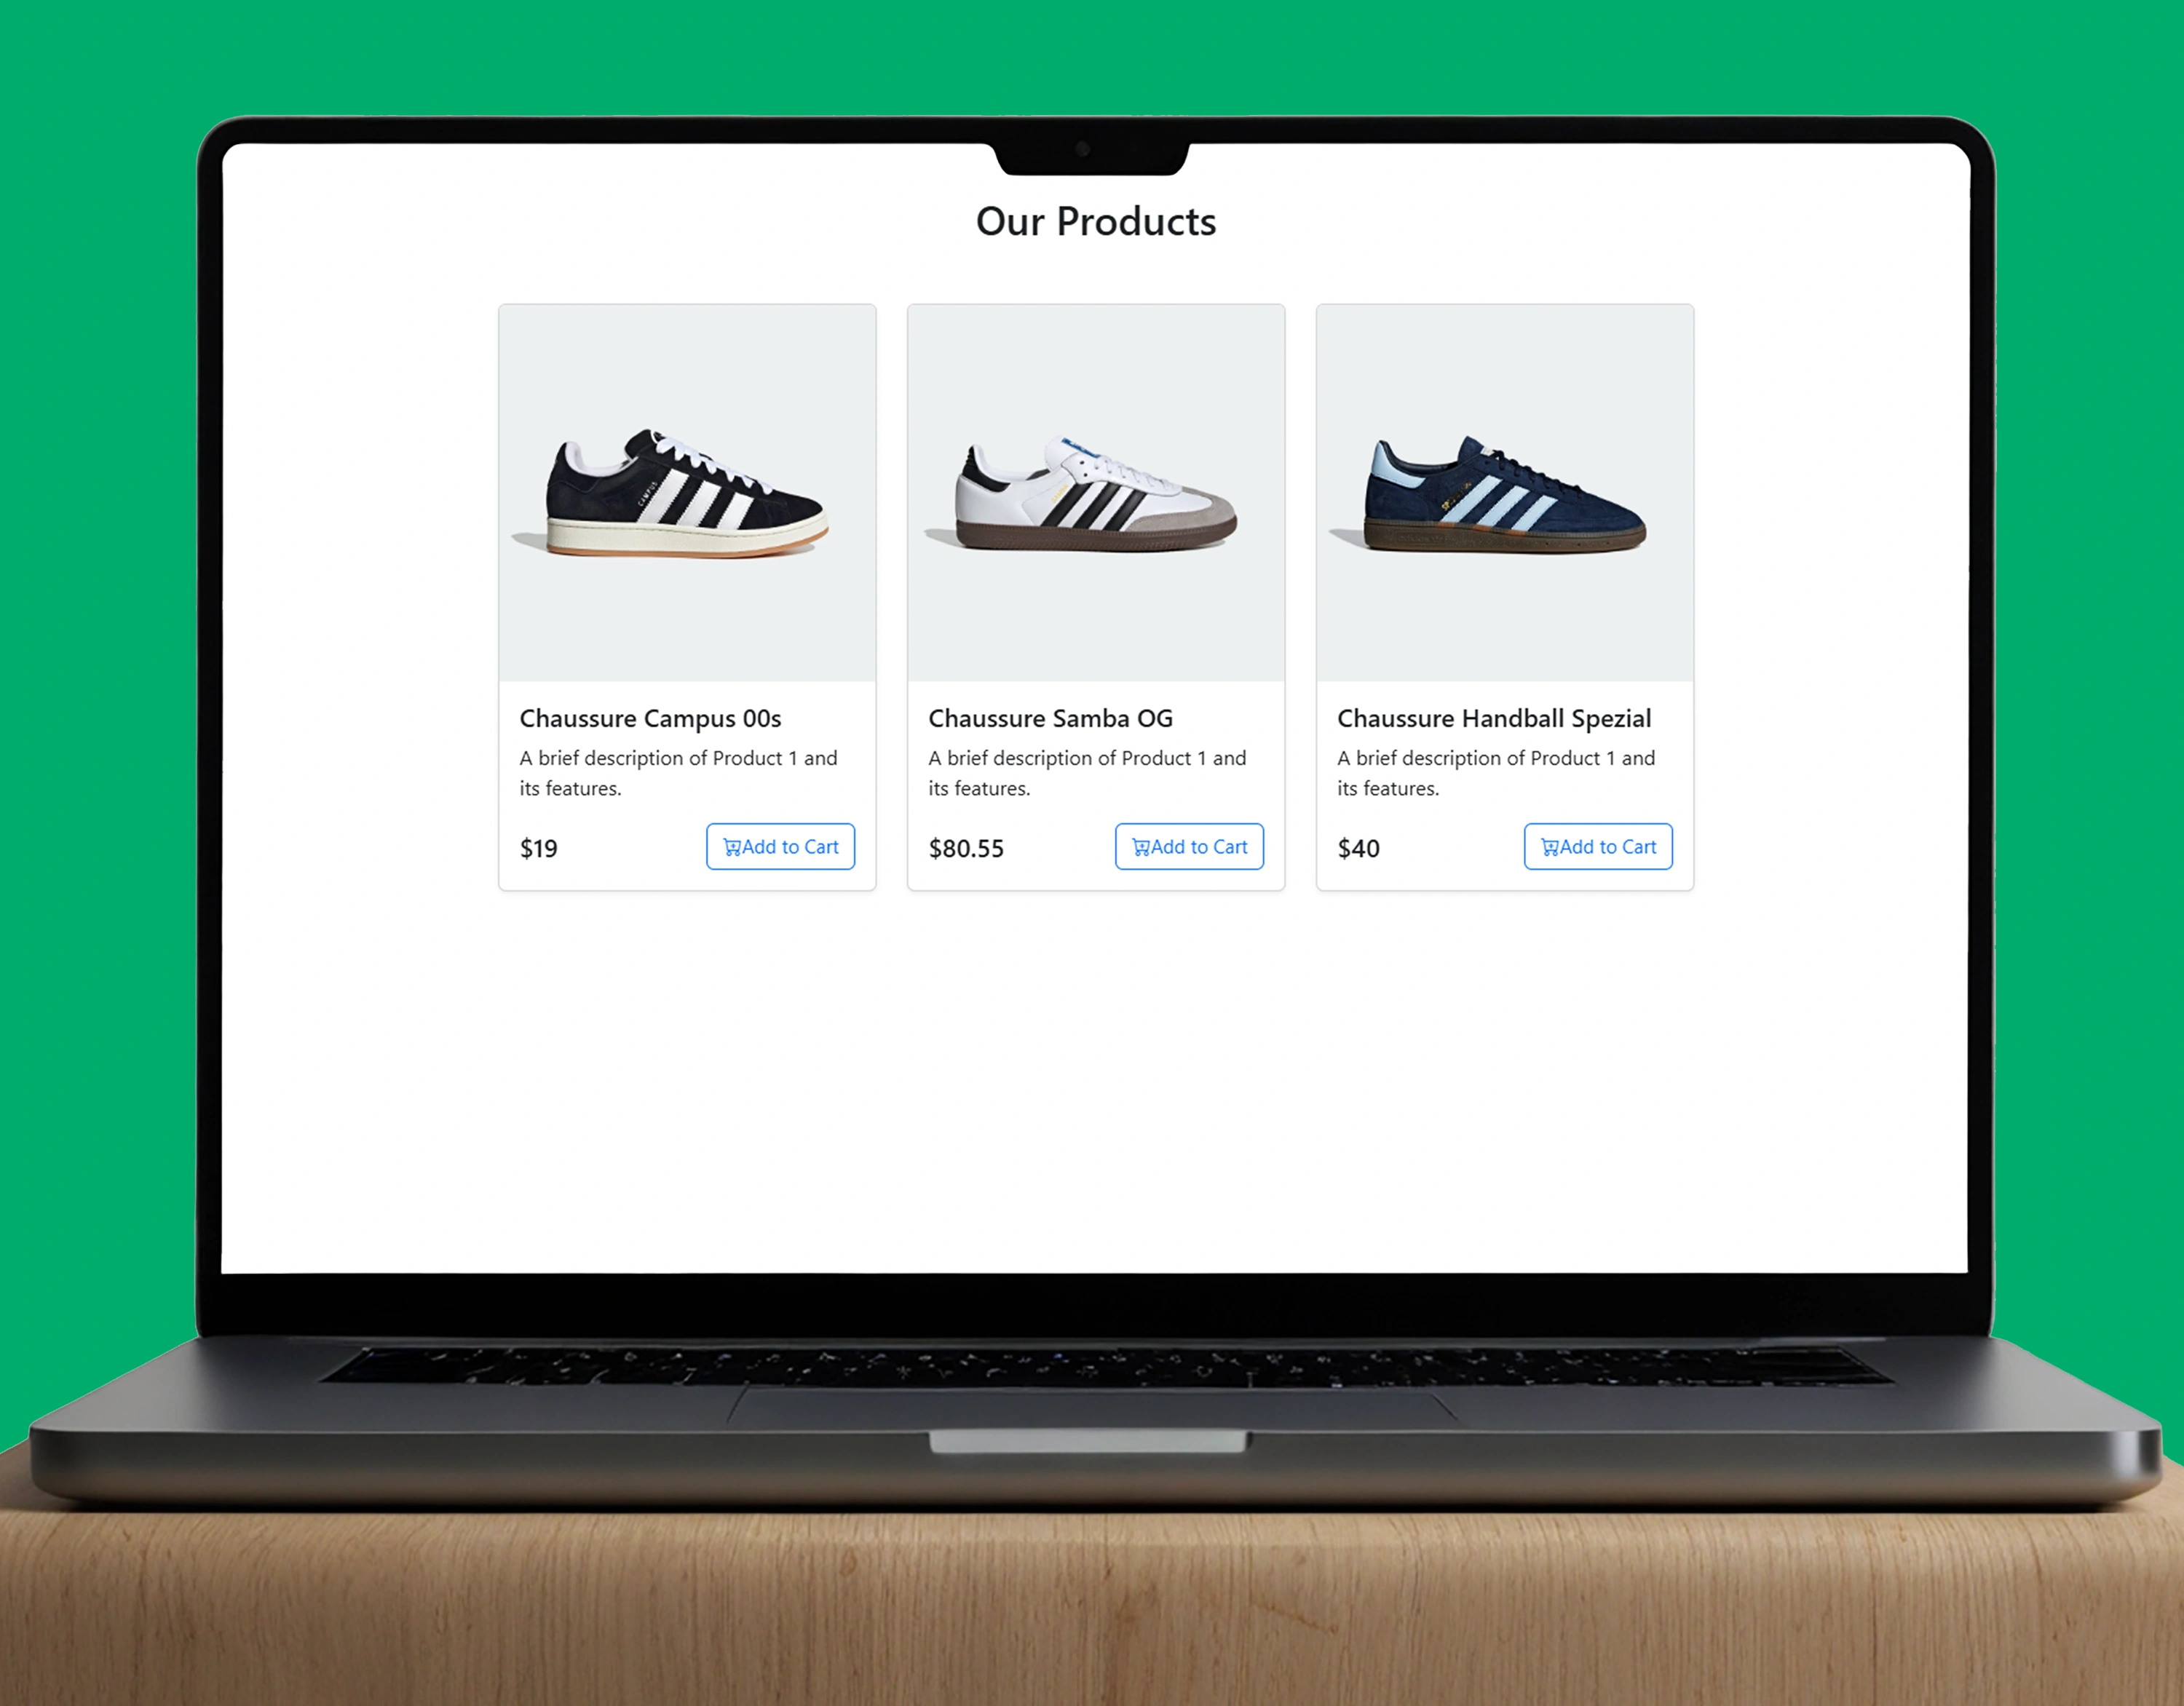 Our Products
CAMPUS
Chaussure Campus 00s
A brief description of Product 1 and
its features.
$19
Add to Cart
Chaussure Samba OG
A brief description of Product 1 and
its features.
$80.55
Add to Cart
Chaussure Handball Spezial
A brief description of Product 1 and
its features.
$40
Add to Cart